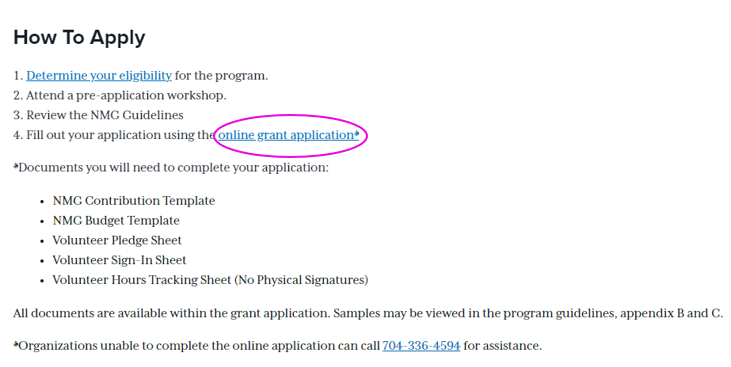 How To Apply
1. Determine your eligibility for the program.
2. Attend a pre-application workshop.
3. Review the NMG Guidelines
4. Fill out your application using the online grant application*
*Documents you will need to complete your application:
• NMG Contribution Template
• NMG Budget Template
• Volunteer Pledge Sheet
• Volunteer Sign-In Sheet
• Volunteer Hours Tracking Sheet (No Physical Signatures)
All documents are available within the grant application. Samples may be viewed in the program guidelines, appendix B and C.
*Organizations unable to complete the online application can call 704-336-4594 for assistance.